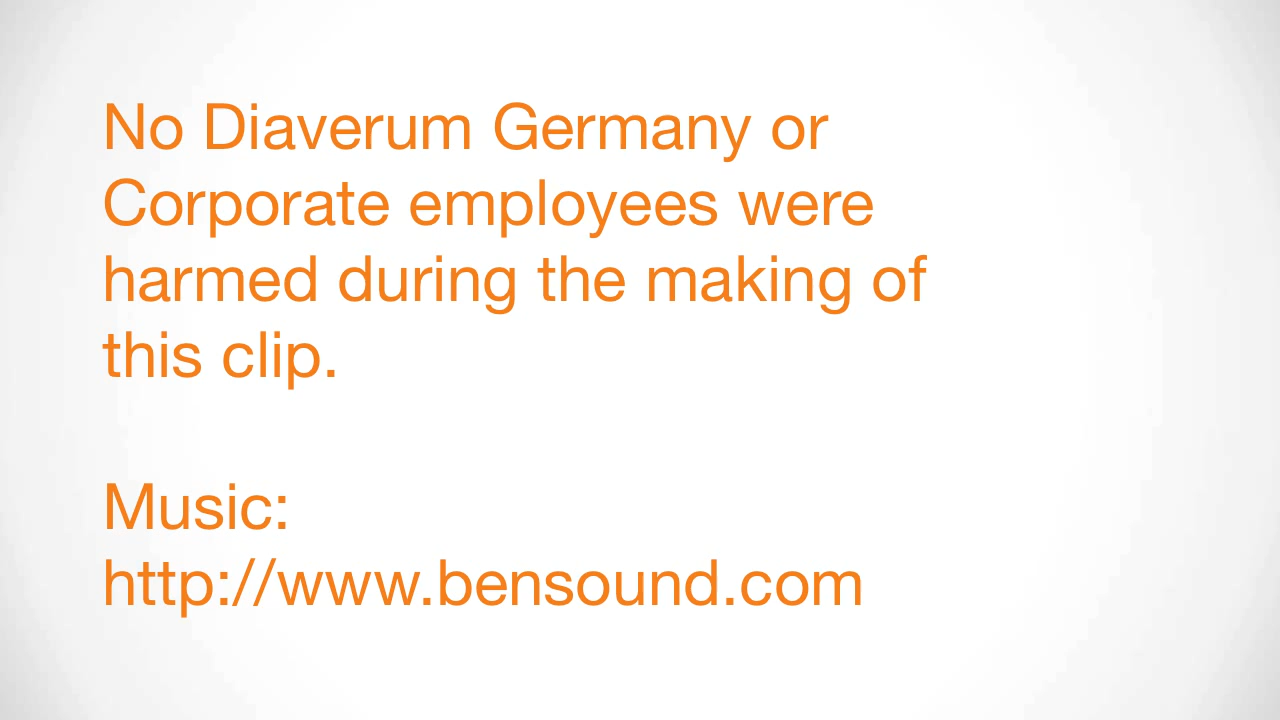 No Diaverum Germany or
Corporate employees were
harmed during the making of
this clip.
Music:
http://www.bensound.com